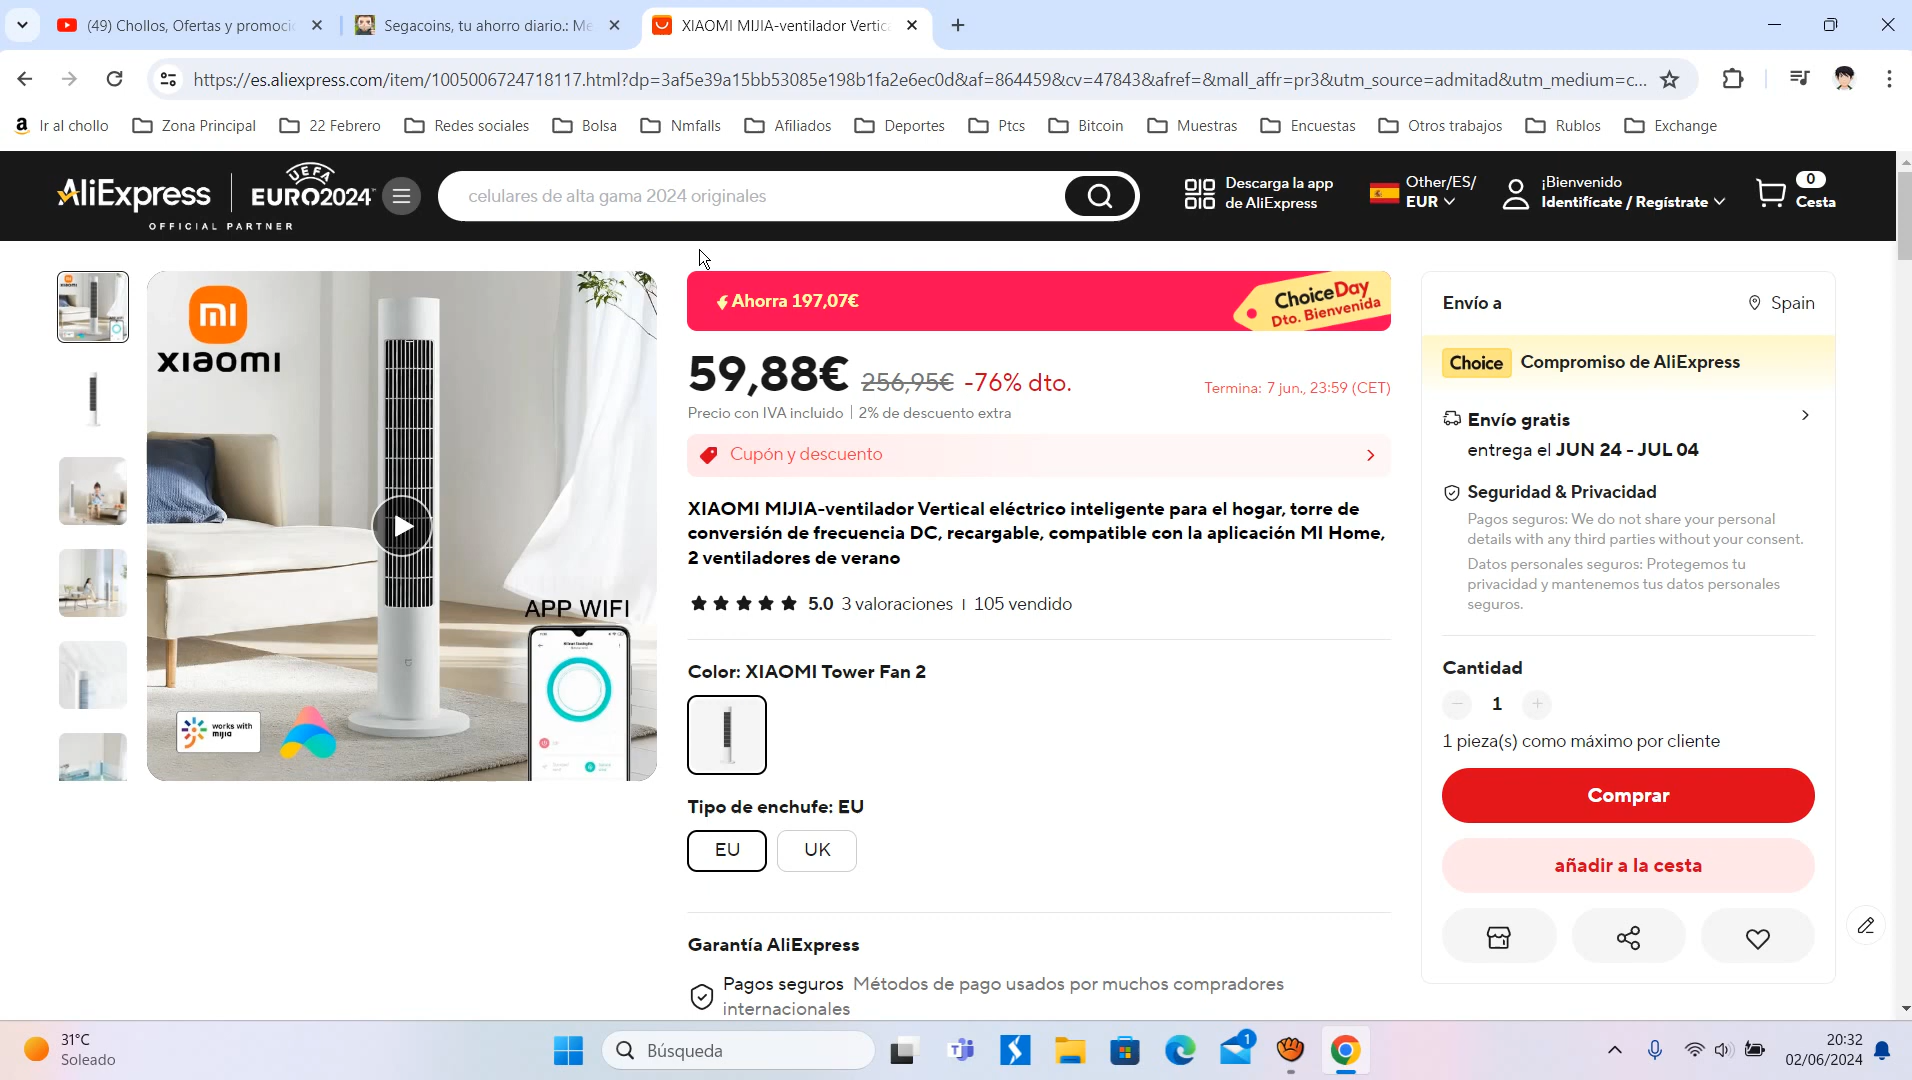 (49) Chollos, Ofertas y promoci
Segacoins, tu ahorro diario.: Me
XIAOMI MIJIA-ventilador Vertic
https://es.aliexpress.com/item/1005006724718117.html?dp=3af5e39a15bb53085e198b1fa2e6ec0d&af=864459&cv=47843&afref=&mall_affr=pr3&utm_source=admitad&utm_medium=c...
Ir al chollo
Zona Principal
22 Febrero
Redes sociales
Bolsa
Nmfalls
Afiliados
Deportes
Ptcs
Bitcoin
Muestras
Encuestas
Otros trabajos
Rublos
Exchange
AliExpress
UEFA
EURO2024
OFFICIAL PARTNER
celulares de alta gama 2024 originales
Descarga la app
de AliExpress
Other/ES/
EUR
¡Bienvenido
Identifícate / Regístrate
0
Cesta
xiaomi
APP WIFI
works with
mijia
Ahorra 197,07€
ChoiceDay
Dto. Bienvenida
59,88€ 256,95€ -76% dto.
Termina: 7 jun., 23:59 (CET)
Precio con IVA incluido | 2% de descuento extra
Cupón y descuento
XIAOMI MIJIA-ventilador Vertical eléctrico inteligente para el hogar, torre de
conversión de frecuencia DC, recargable, compatible con la aplicación MI Home,
2 ventiladores de verano
5.0 3 valoraciones | 105 vendido
Color: XIAOMI Tower Fan 2
Tipo de enchufe: EU
EU
UK
Garantía AliExpress
Pagos seguros Métodos de pago usados por muchos compradores
internacionales
Envío a
Spain
Choice Compromiso de AliExpress
Envío gratis
entrega el JUN 24 - JUL 04
Seguridad & Privacidad
Pagos seguros: We do not share your personal
details with any third parties without your consent.
Datos personales seguros: Protegemos tu
privacidad y mantenemos tus datos personales
seguros.
Cantidad
1
1 pieza(s) como máximo por cliente
Comprar
añadir a la cesta
31°C
Soleado
Búsqueda
1
20:32
02/06/2024